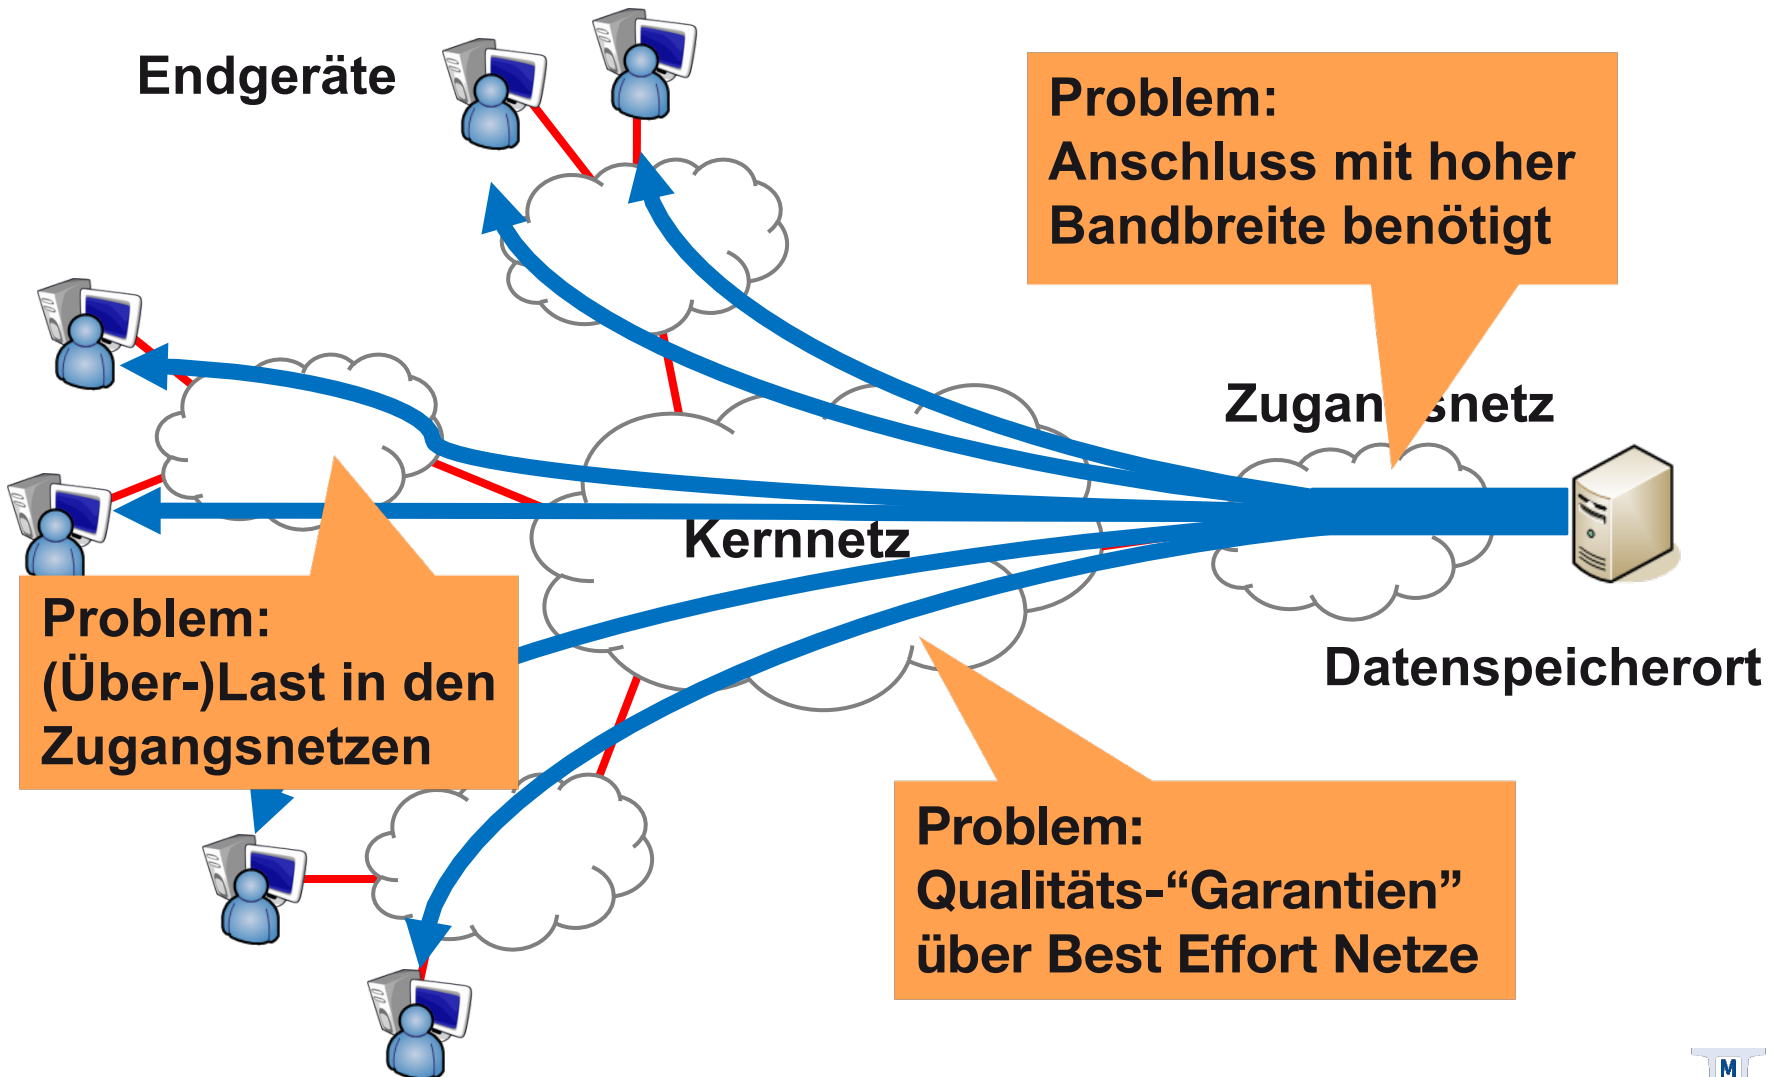 Endgeräte
Problem:
Anschluss mit hoher
Bandbreite benötigt
Zugangsnetz
Kernnetz
Problem:
(Über-)Last in den
Zugangsnetzen
Datenspeicherort
Problem:
Qualitäts-“Garantien”
über Best Effort Netze
M